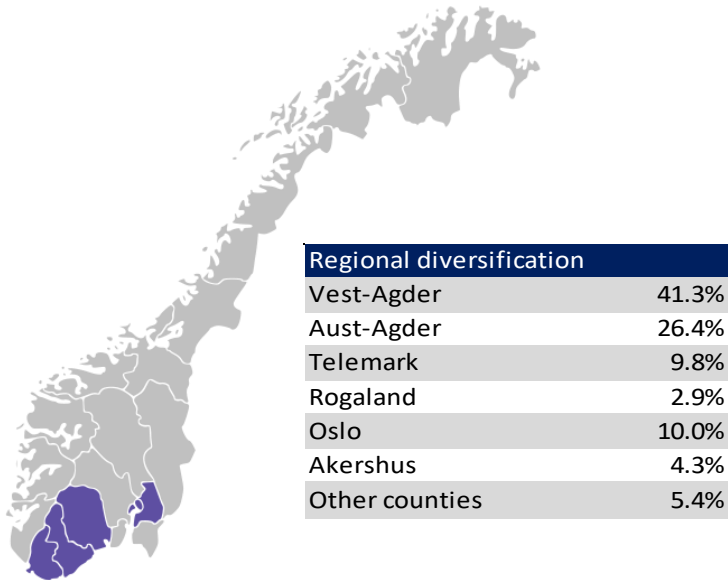 Regional diversification
Vest-Agder 41.3%
Aust-Agder 26.4%
Telemark 9.8%
Rogaland 2.9%
Oslo 10.0%
Akershus 4.3%
Other counties 5.4%